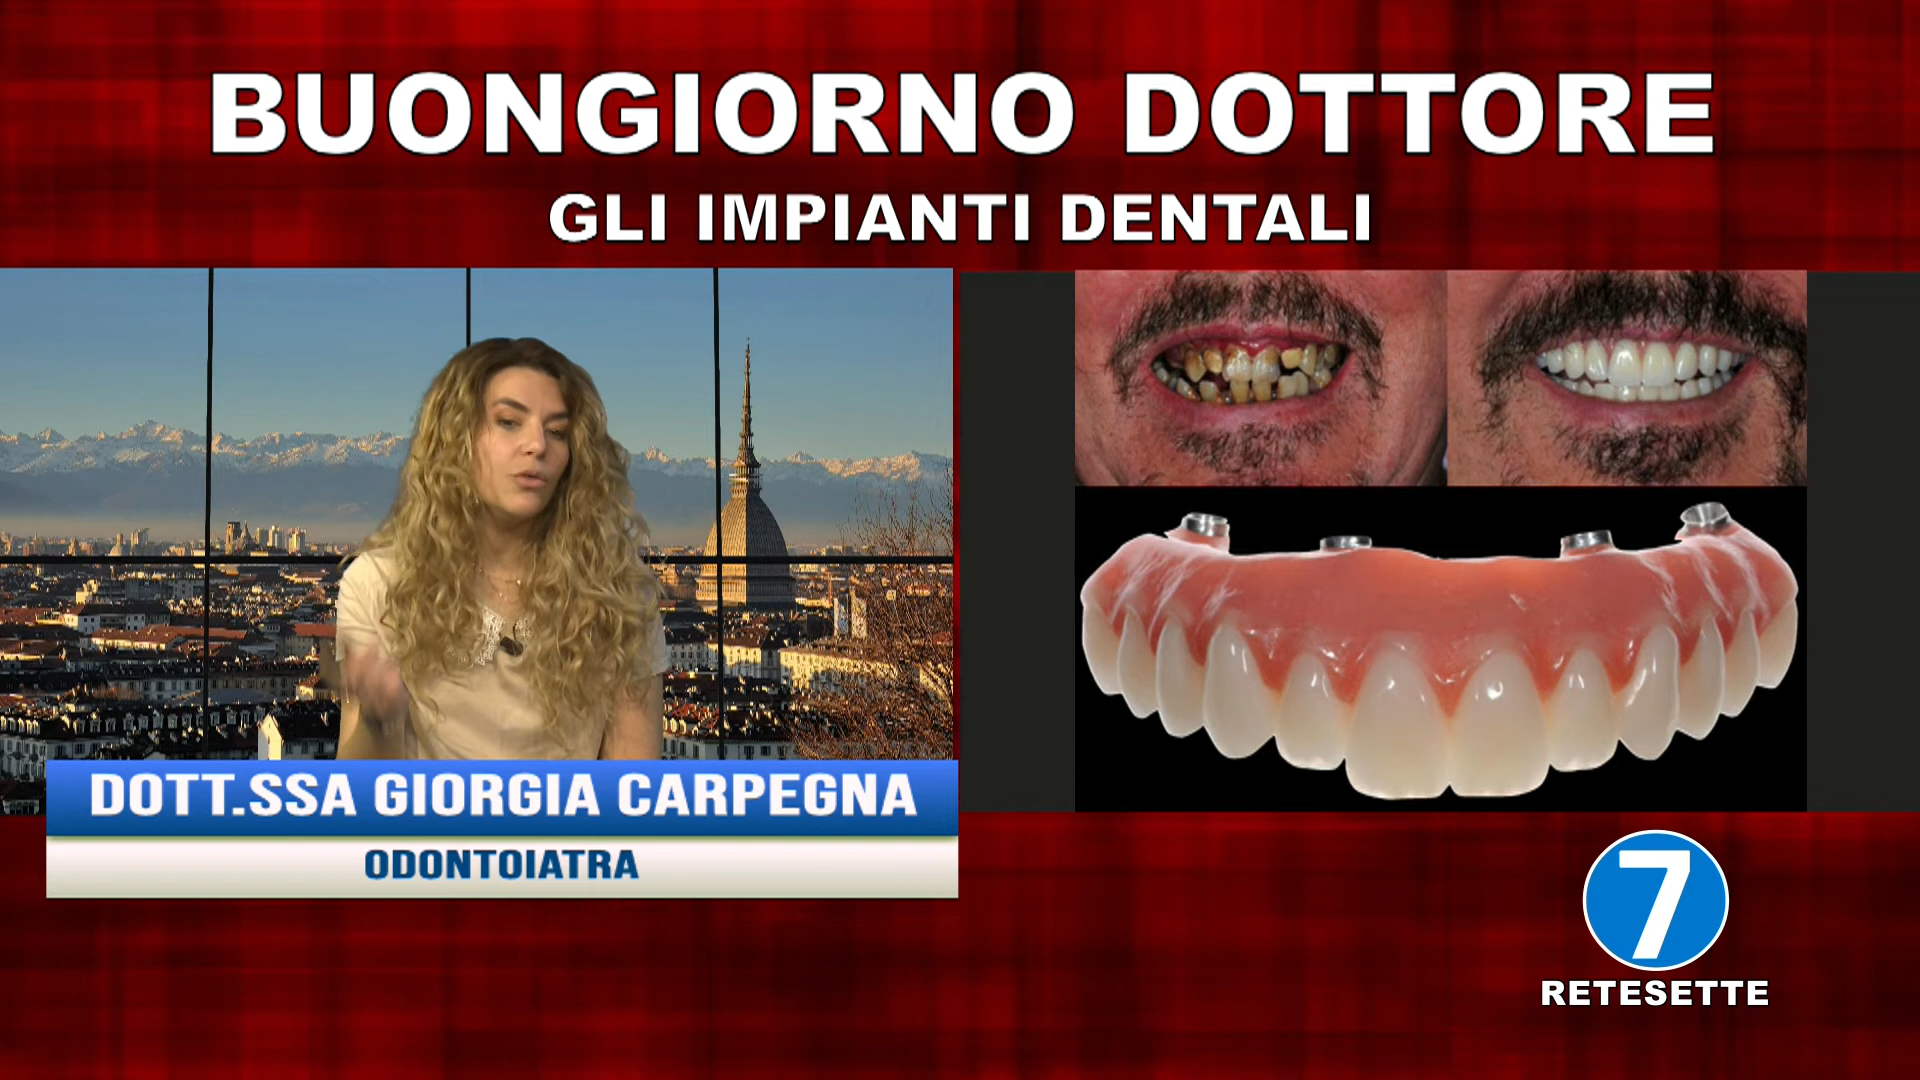 BUONGIORNO DOTTORE
GLI IMPIANTI DENTALI
DOTT.SSA GIORGIA CARPEGNA
ODONTOIATRA
7
RETESETTE